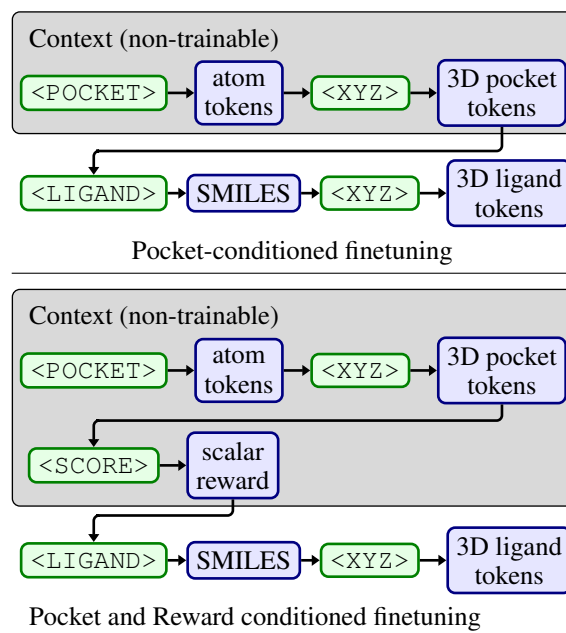 Context (non-trainable)
<POCKET> atom tokens <XYZ> 3D pocket tokens
<LIGAND> SMILES <XYZ> 3D ligand tokens
Pocket-conditioned finetuning
Context (non-trainable)
<POCKET> atom tokens <XYZ> 3D pocket tokens
<SCORE> scalar reward
<LIGAND> SMILES <XYZ> 3D ligand tokens
Pocket and Reward conditioned finetuning